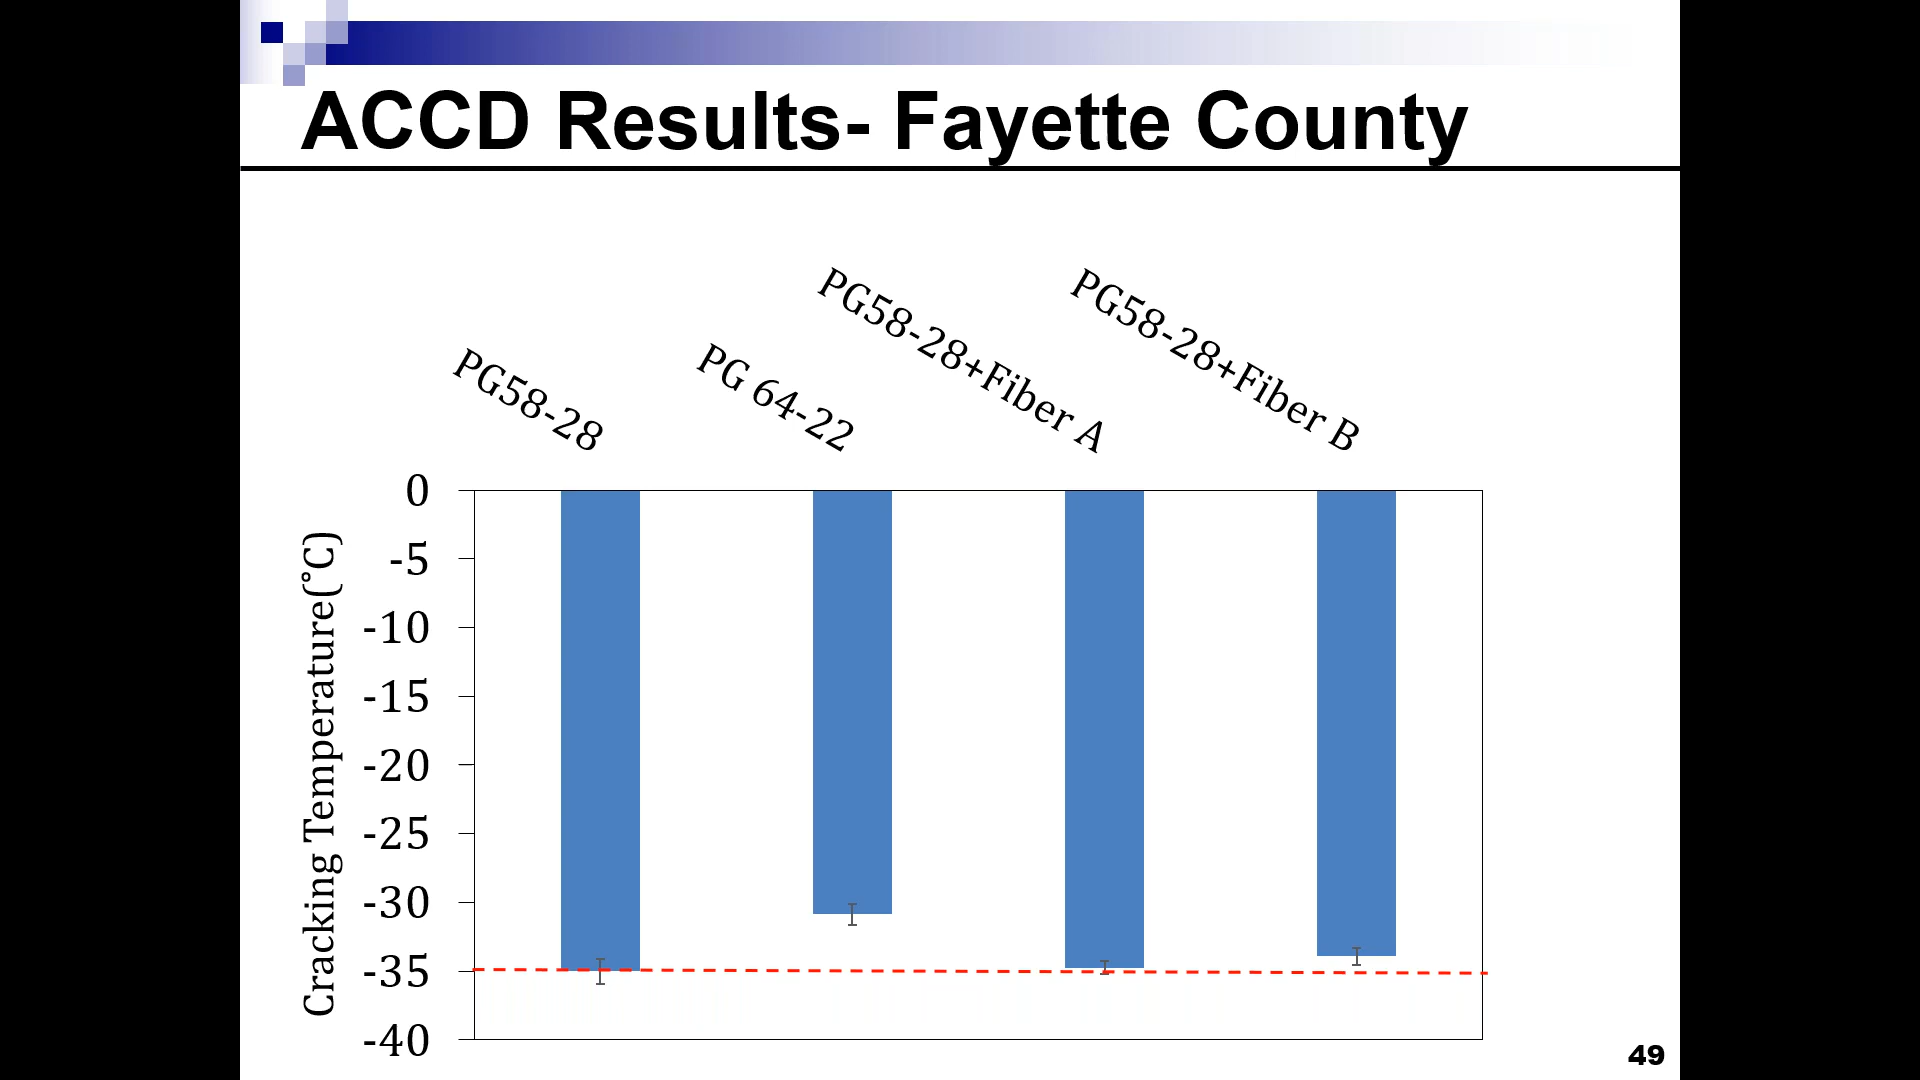 ACCD Results- Fayette County
PG58-28
PG 64-22
PG58-28+Fiber A
PG58-28+Fiber B
Cracking Temperature(˚C)
0
-5
-10
-15
-20
-25
-30
-35
-40
49